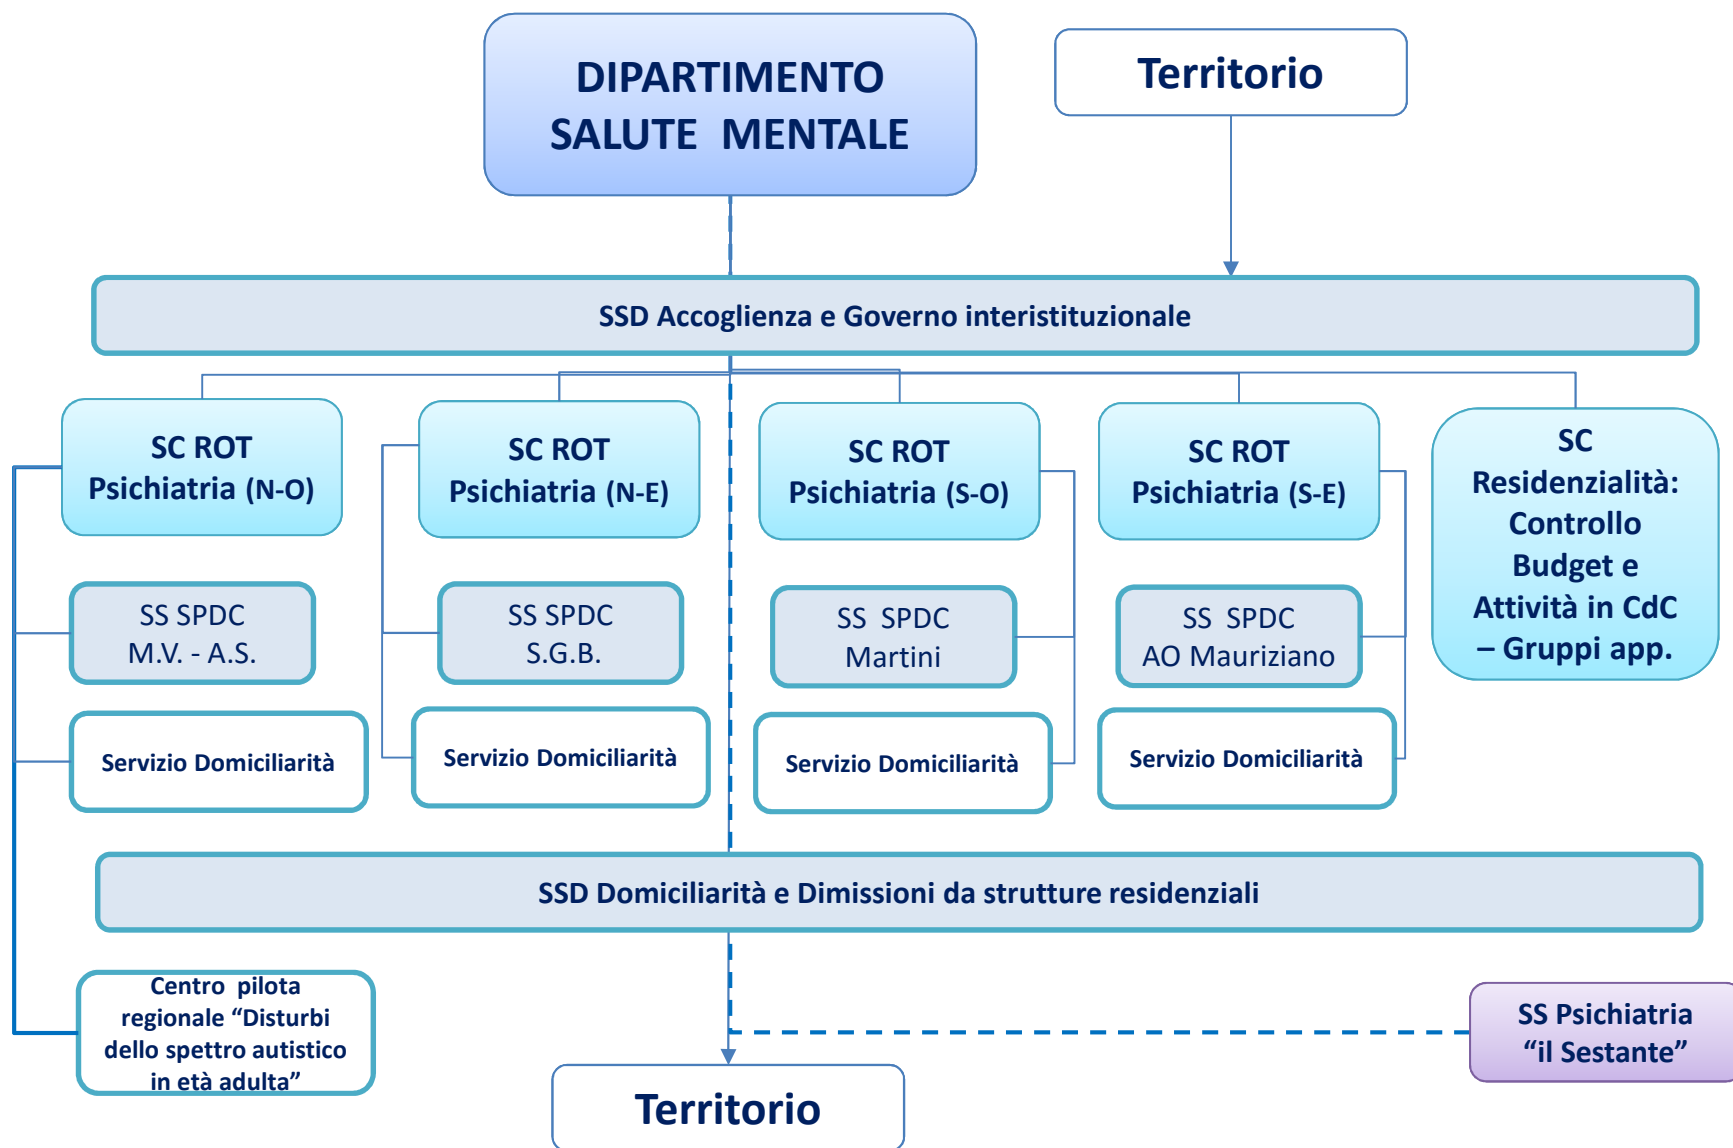 DIPARTIMENTO
SALUTE MENTALE
Territorio
SSD Accoglienza e Governo interistituzionale
SC ROT
Psichiatria (N-O)
SC ROT
Psichiatria (N-E)
SC ROT
Psichiatria (S-O)
SC ROT
Psichiatria (S-E)
SC
Residenzialità:
Controllo
Budget e
Attività in CdC
– Gruppi app.
SS SPDC
M.V. - A.S.
SS SPDC
S.G.B.
SS SPDC
Martini
SS SPDC
AO Mauriziano
Servizio Domiciliarità
Servizio Domiciliarità
Servizio Domiciliarità
Servizio Domiciliarità
SSD Domiciliarità e Dimissioni da strutture residenziali
Centro pilota
regionale “Disturbi
dello spettro autistico
in età adulta”
SS Psichiatria
“il Sestante”
Territorio